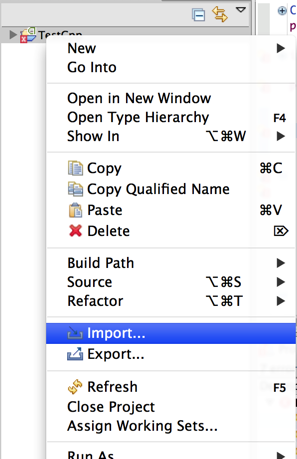 TestCpp
New
Go Into
Open in New Window
Open Type Hierarchy F4
Show In ⌥⌘W
Copy ⌘C
Copy Qualified Name
Paste ⌘V
Delete ⌦
Build Path
Source ⌥⌘S
Refactor ⌥⌘T
Import...
Export...
Refresh F5
Close Project
Assign Working Sets...
Run As